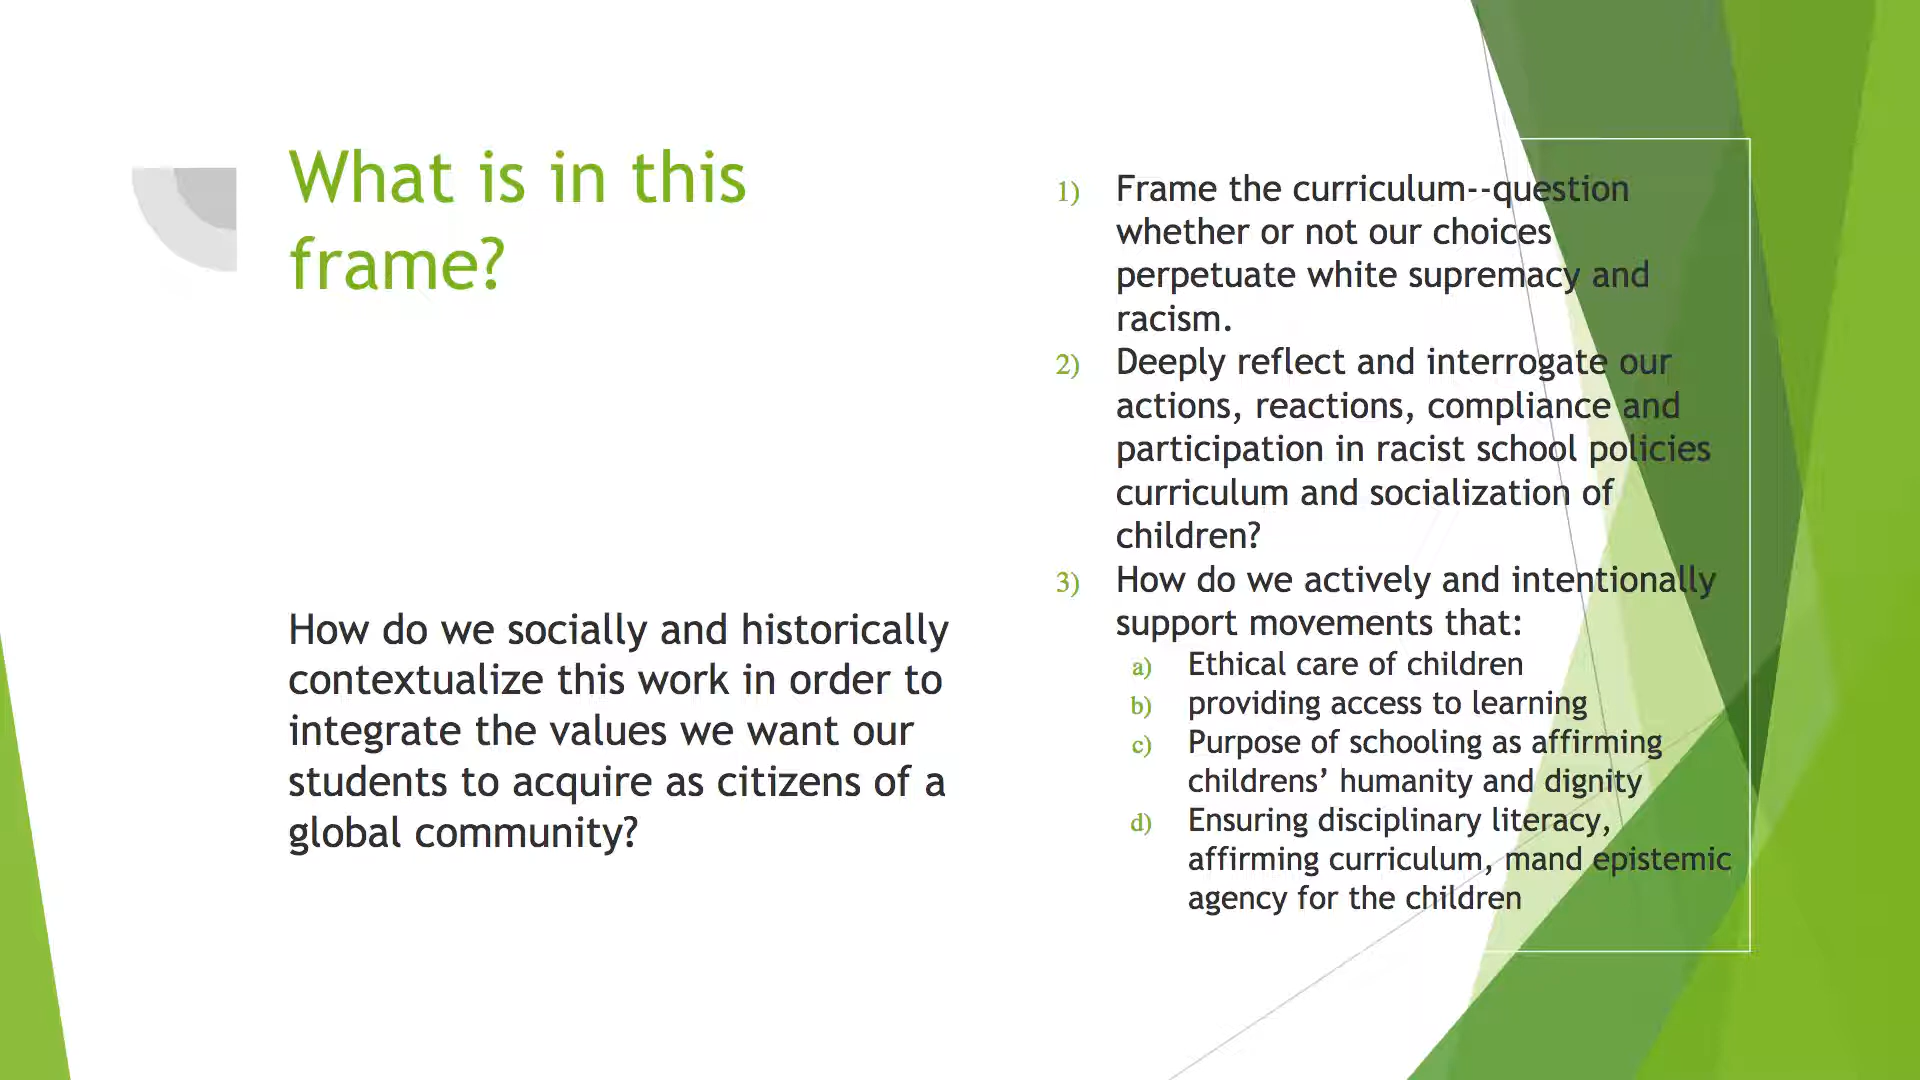 What is in this
frame?
How do we socially and historically
contextualize this work in order to
integrate the values we want our
students to acquire as citizens of a
global community?
1) Frame the curriculum--question
whether or not our choices
perpetuate white supremacy and
racism.
2) Deeply reflect and interrogate our
actions, reactions, compliance and
participation in racist school policies
curriculum and socialization of
children?
3) How do we actively and intentionally
support movements that:
a) Ethical care of children
b) providing access to learning
c) Purpose of schooling as affirming
childrens’ humanity and dignity
d) Ensuring disciplinary literacy,
affirming curriculum, mand epistemic
agency for the children